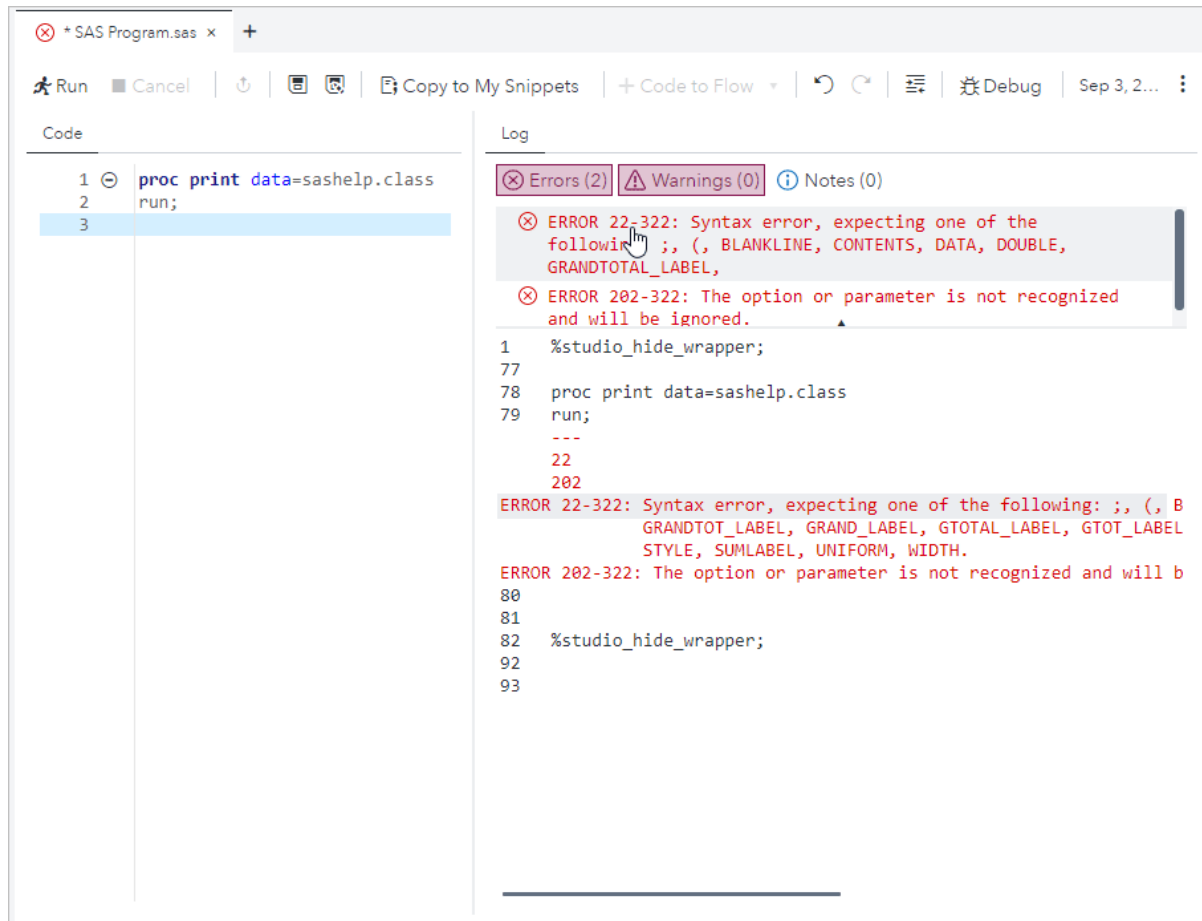 * SAS Program.sas × +
Run Cancel Copy to My Snippets + Code to Flow Debug Sep 3, 2...
Code
1 proc print data=sashelp.class
2 run;
3
Log
Errors (2) Warnings (0) Notes (0)
ERROR 22-322: Syntax error, expecting one of the
followin ;, (, BLANKLINE, CONTENTS, DATA, DOUBLE,
GRANDTOTAL_LABEL,
ERROR 202-322: The option or parameter is not recognized
and will be ignored.
1 %studio_hide_wrapper;
77
78 proc print data=sashelp.class
79 run;
---
22
202
ERROR 22-322: Syntax error, expecting one of the following: ;, (, B
GRANDTOT_LABEL, GRAND_LABEL, GTOTAL_LABEL, GTOT_LABEL
STYLE, SUMLABEL, UNIFORM, WIDTH.
ERROR 202-322: The option or parameter is not recognized and will b
80
81
82 %studio_hide_wrapper;
92
93